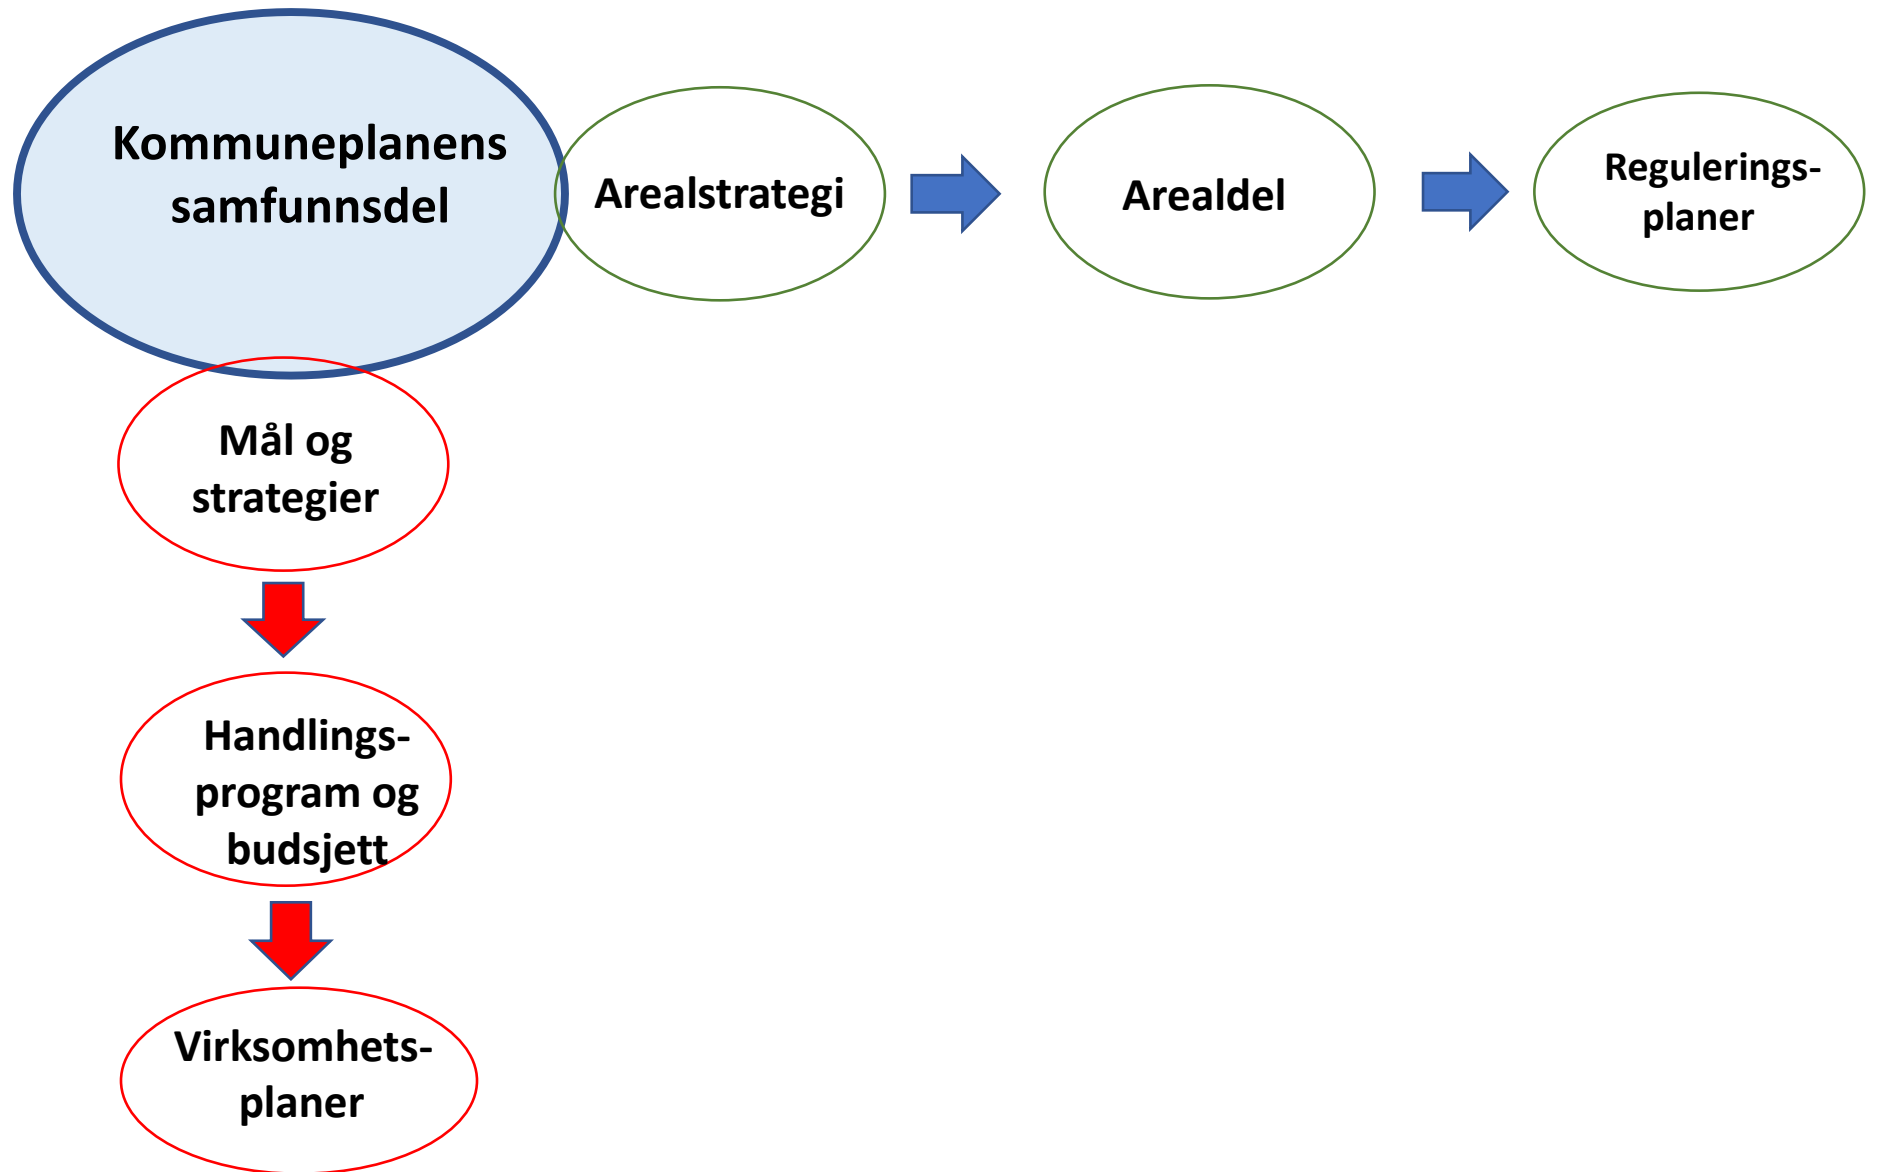 Kommuneplanens
samfunnsdel
Arealstrategi
Arealdel
Regulerings-
planer
Mål og
strategier
Handlings-
program og
budsjett
Virksomhets-
planer